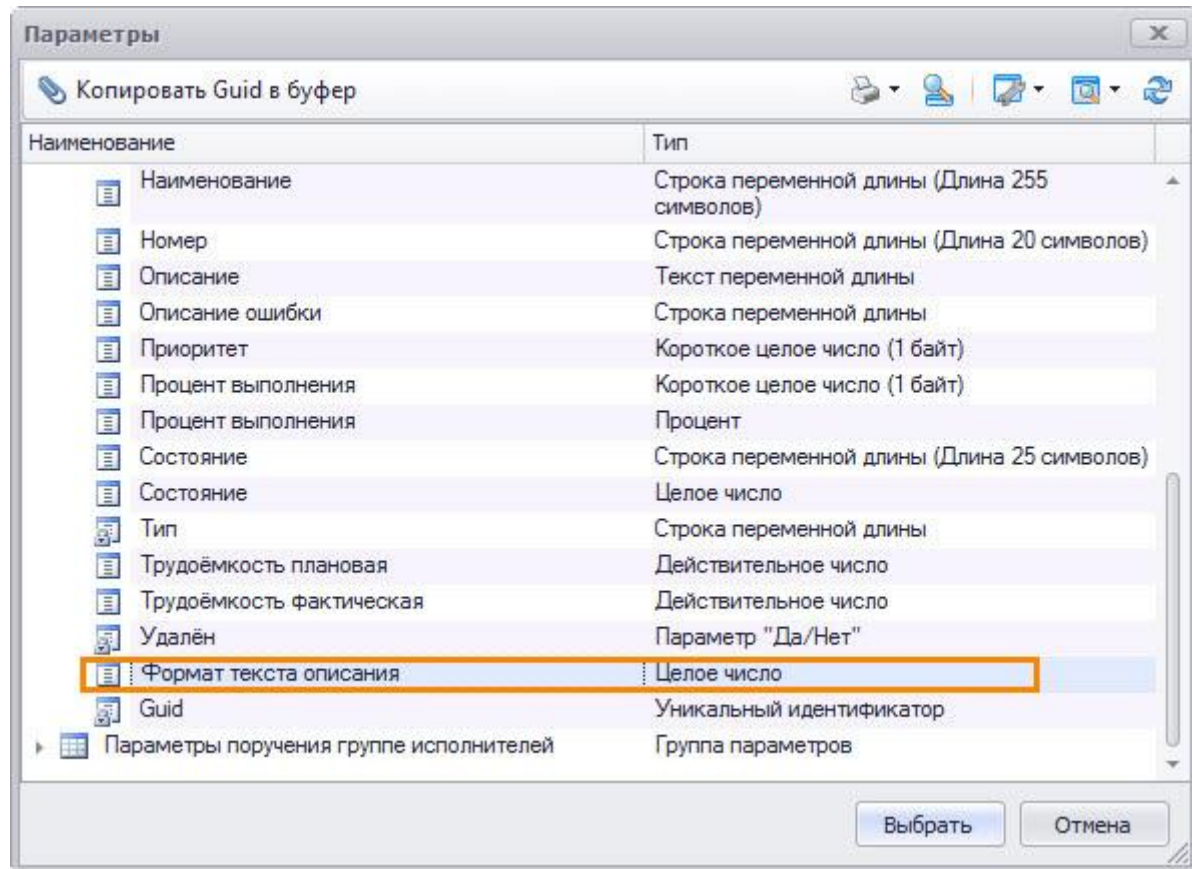 Параметры
Копировать Guid в буфер
Наименование Тип
Наименование Строка переменной длины (Длина 255
символов)
Номер Строка переменной длины (Длина 20 символов)
Описание Текст переменной длины
Описание ошибки Строка переменной длины
Приоритет Короткое целое число (1 байт)
Процент выполнения Короткое целое число (1 байт)
Процент выполнения Процент
Состояние Строка переменной длины (Длина 25 символов)
Состояние Целое число
Тип Строка переменной длины
Трудоёмкость плановая Действительное число
Трудоёмкость фактическая Действительное число
Удалён Параметр "Да/Нет"
Формат текста описания Целое число
Guid Уникальный идентификатор
Параметры поручения группе исполнителей Группа параметров
Выбрать Отмена